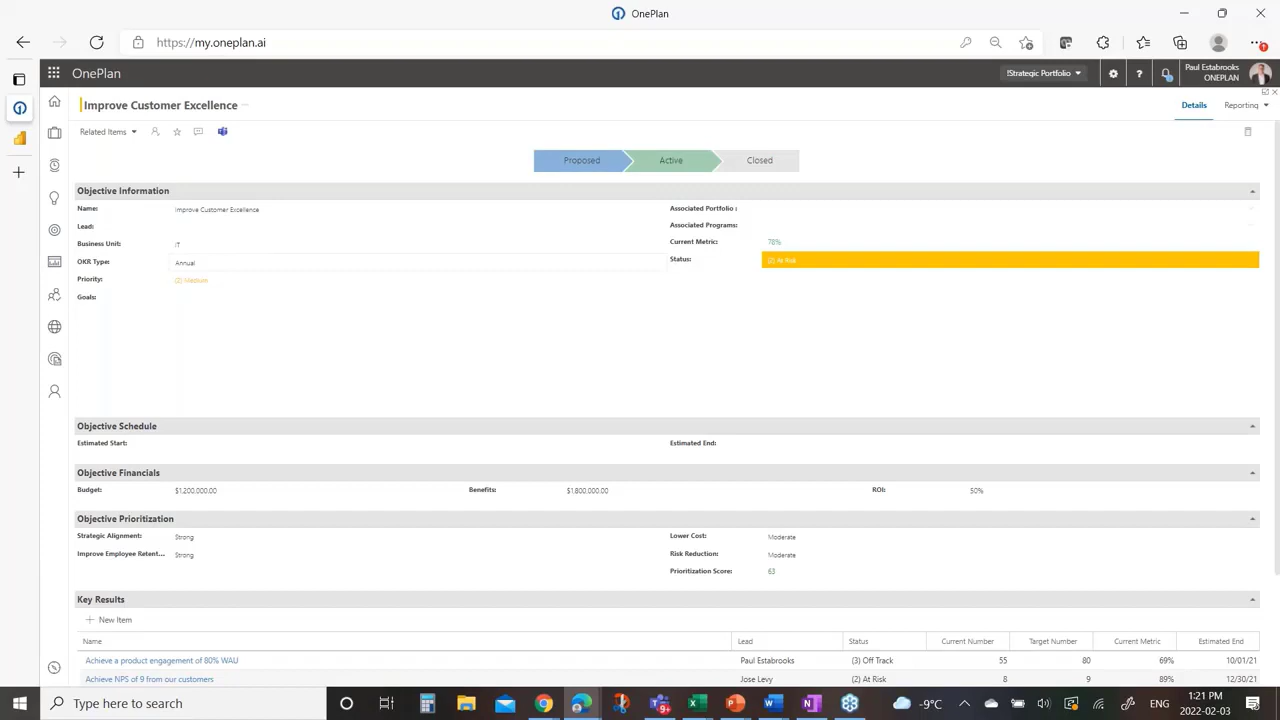 OnePlan
https://my.oneplan.ai
OnePlan
!Strategic Portfolio
?
Paul Estabrooks
ONEPLAN
Improve Customer Excellence
Details
Reporting
Related Items
Proposed
Active
Closed
Objective Information
Name:
Improve Customer Excellence
Associated Portfolio :
Lead:
Associated Programs:
Business Unit:
IT
Current Metric:
78%
OKR Type:
Annual
Status:
(2) At Risk
Priority:
(2) Medium
Goals:
Objective Schedule
Estimated Start:
Estimated End:
Objective Financials
Budget:
$1,200,000.00
Benefits:
$1,800,000.00
ROI:
50%
Objective Prioritization
Strategic Alignment:
Strong
Lower Cost:
Moderate
Improve Employee Retent...
Strong
Risk Reduction:
Moderate
Prioritization Score:
63
Key Results
New Item
Name Lead Status Current Number Target Number Current Metric Estimated End
Achieve a product engagement of 80% WAU Paul Estabrooks (3) Off Track 55 80 69% 10/01/21
Achieve NPS of 9 from our customers Jose Levy (2) At Risk 8 9 89% 12/30/21
Type here to search
-9°C
ENG
1:21 PM
2022-02-03